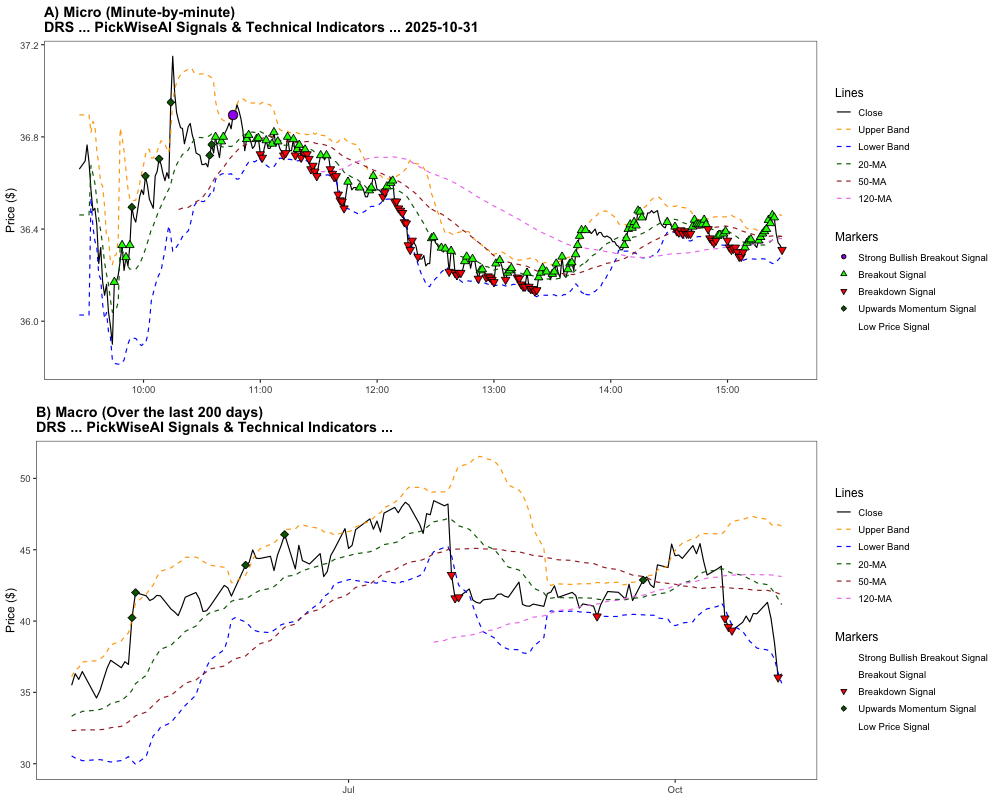 A) Micro (Minute-by-minute)
DRS ... PickWiseAI Signals & Technical Indicators ... 2025-10-31
37.2
36.8
36.4
36.0
Price ($)
10:00
11:00
12:00
13:00
14:00
15:00
Lines
Close
Upper Band
Lower Band
20-MA
50-MA
120-MA
Markers
Strong Bullish Breakout Signal
Breakout Signal
Breakdown Signal
Upwards Momentum Signal
Low Price Signal
B) Macro (Over the last 200 days)
DRS ... PickWiseAI Signals & Technical Indicators ...
50
45
40
35
30
Price ($)
Jul
Oct
Lines
Close
Upper Band
Lower Band
20-MA
50-MA
120-MA
Markers
Strong Bullish Breakout Signal
Breakout Signal
Breakdown Signal
Upwards Momentum Signal
Low Price Signal